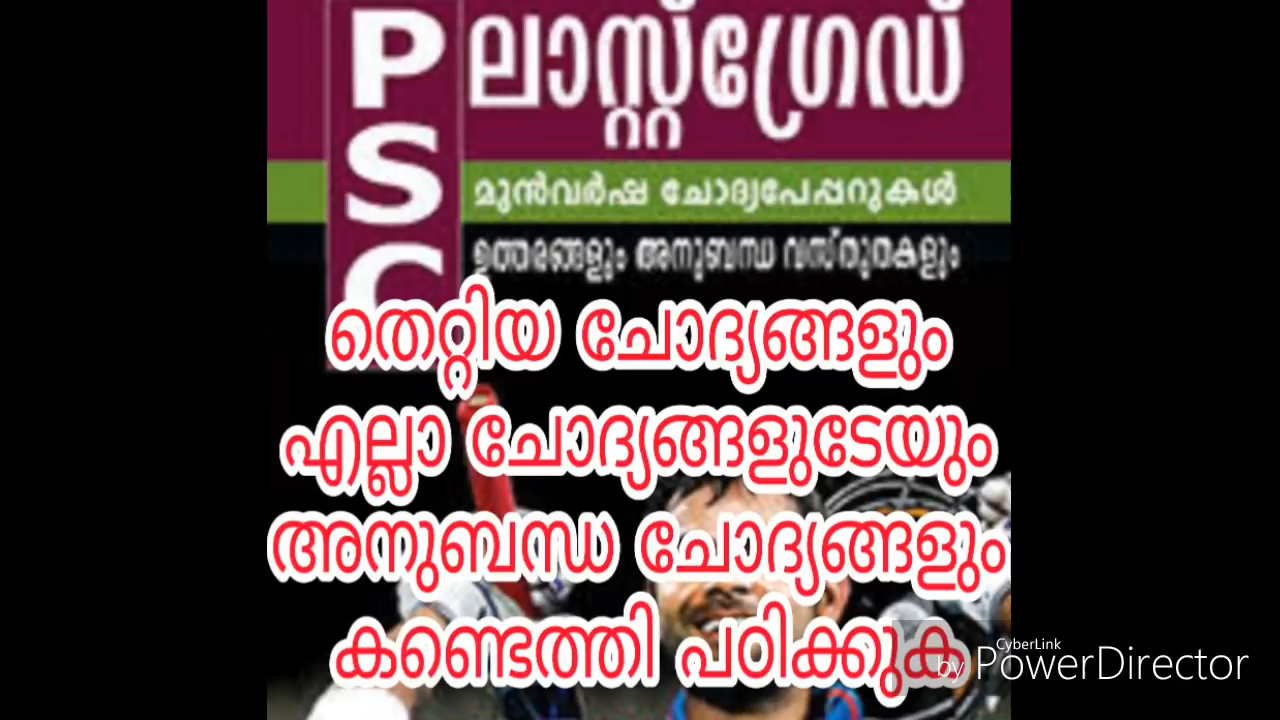 PSC
ലാസ്റ്റ്ഗ്രേഡ്
മുൻവർഷ ചോദ്യപേപ്പറുകൾ
ഉത്തരങ്ങളും അനുബന്ധ വസ്തുതകളും
തെറ്റിയ ചോദ്യങ്ങളും
എല്ലാ ചോദ്യങ്ങളുടേയും
അനുബന്ധ ചോദ്യങ്ങളും
കണ്ടെത്തി പഠിക്കുക
CyberLink
by PowerDirector